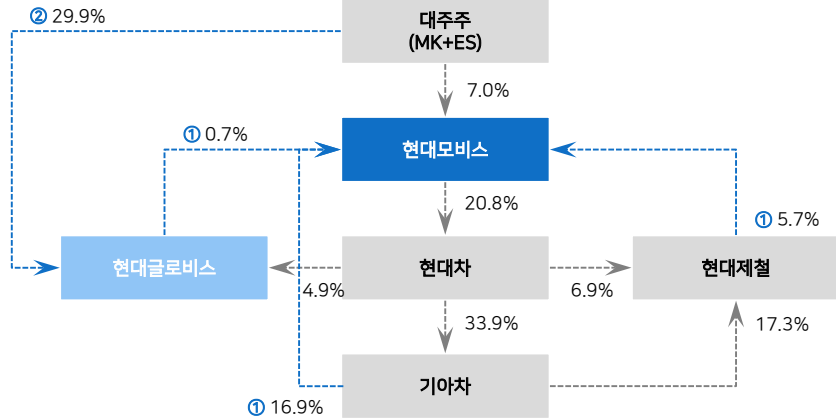 ② 29.9%
대주주
(MK+ES)
7.0%
① 0.7%
현대모비스
20.8%
① 5.7%
현대글로비스
현대차
현대제철
4.9%
6.9%
33.9%
17.3%
기아차
① 16.9%